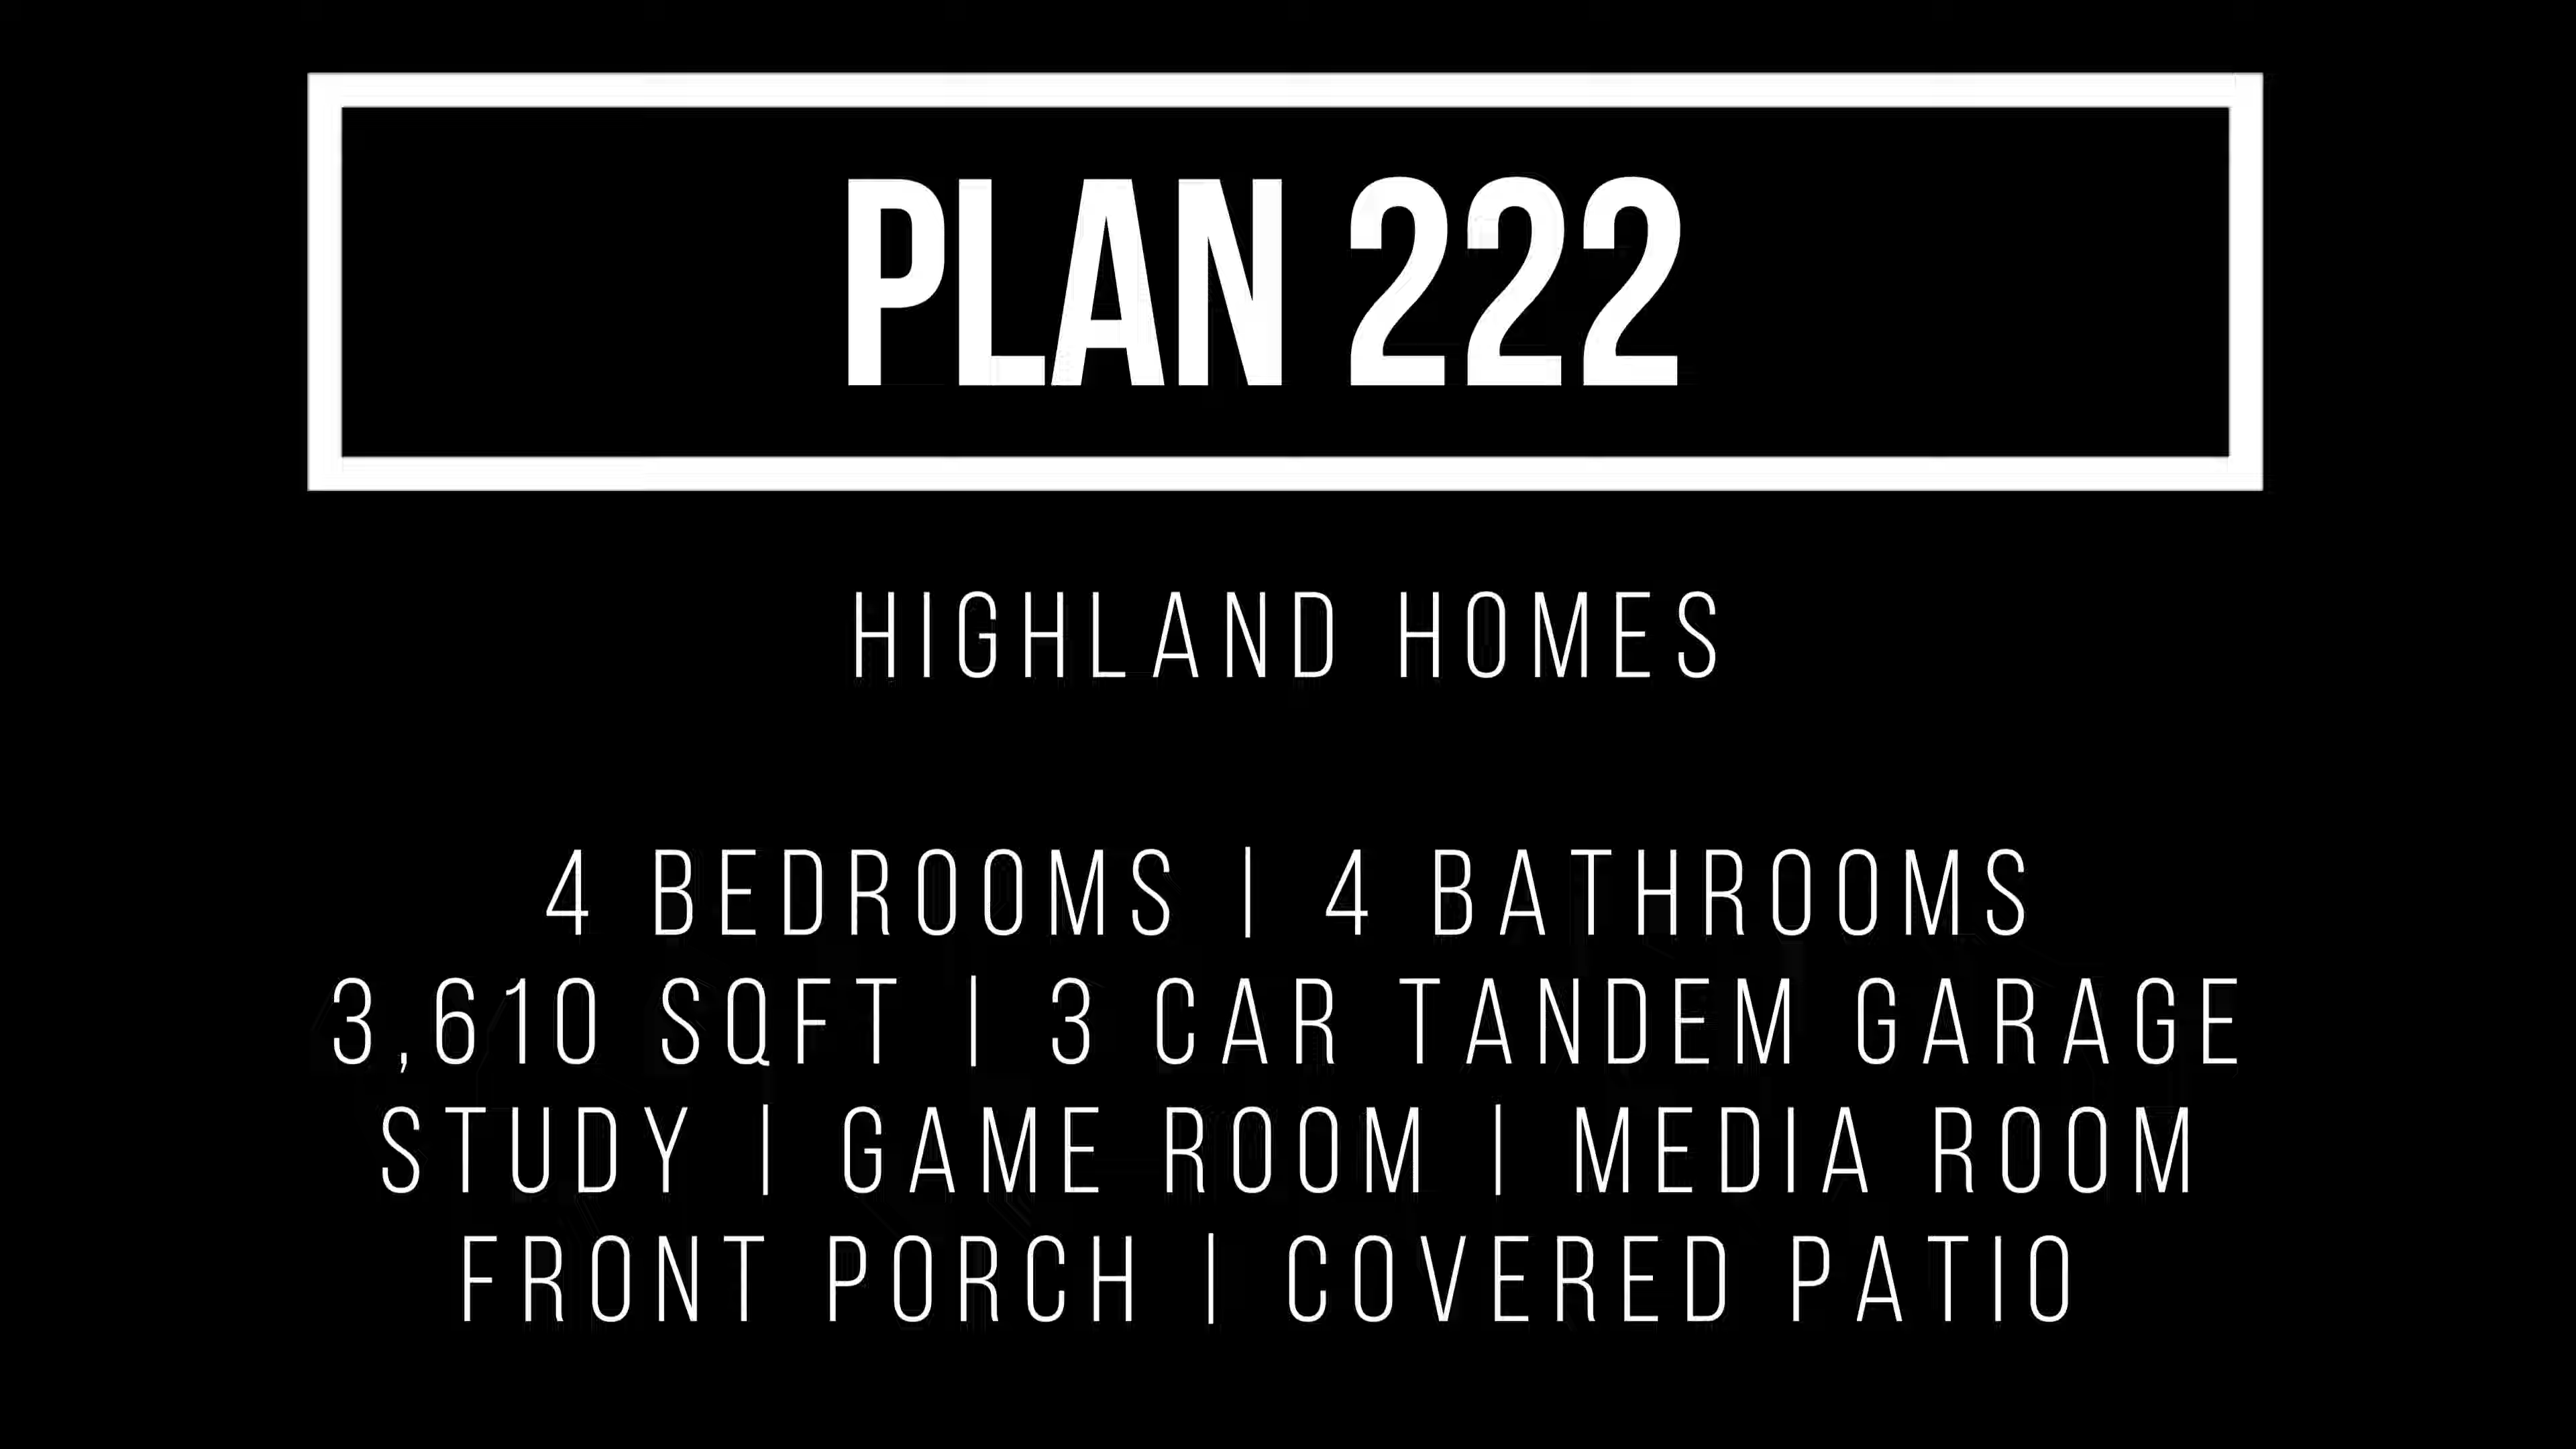 PLAN 222
HIGHLAND HOMES
4 BEDROOMS | 4 BATHROOMS
3,610 SQFT | 3 CAR TANDEM GARAGE
STUDY | GAME ROOM | MEDIA ROOM
FRONT PORCH | COVERED PATIO